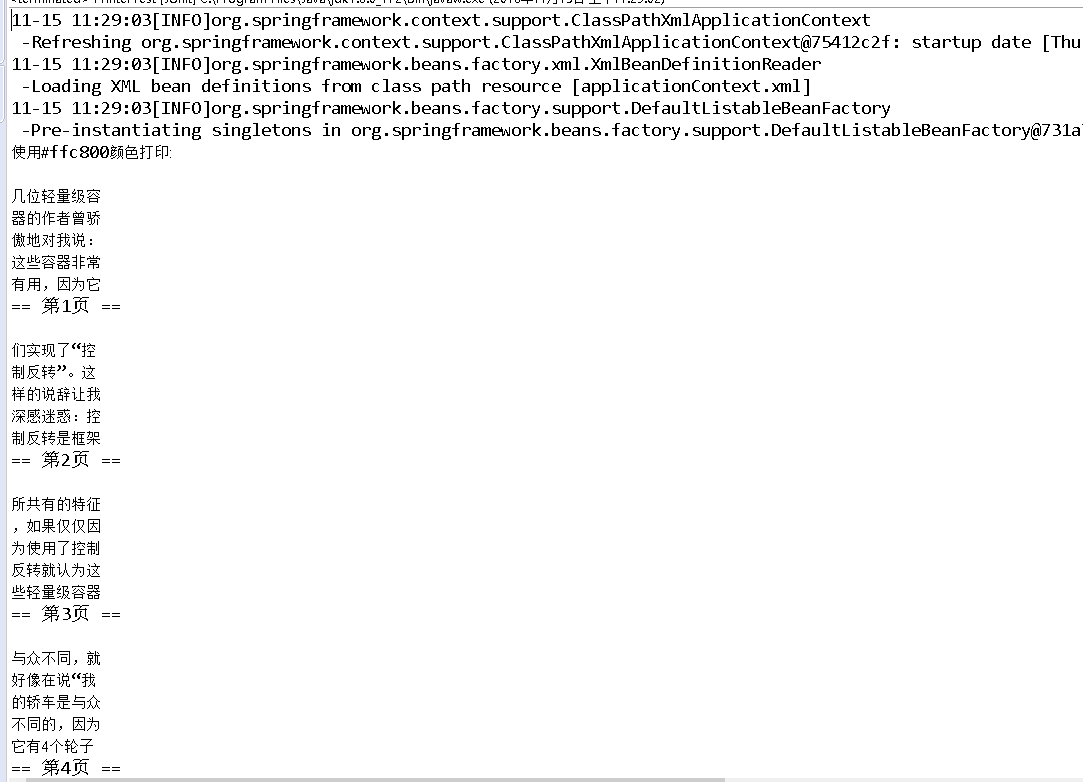 11-15 11:29:03[INFO]org.springframework.context.support.ClassPathXmlApplicationContext
-Refreshing org.springframework.context.support.ClassPathXmlApplicationContext@75412c2f: startup date [Thu
11-15 11:29:03[INFO]org.springframework.beans.factory.xml.XmlBeanDefinitionReader
-Loading XML bean definitions from class path resource [applicationContext.xml]
11-15 11:29:03[INFO]org.springframework.beans.factory.support.DefaultListableBeanFactory
-Pre-instantiating singletons in org.springframework.beans.factory.support.DefaultListableBeanFactory@731a
使用#ffc800颜色打印:
几位轻量级容
器的作者曾骄
傲地对我说：
这些容器非常
有用，因为它
== 第1页 ==
们实现了“控
制反转”。这
样的说辞让我
深感迷惑：控
制反转是框架
== 第2页 ==
所共有的特征
，如果仅仅因
为使用了控制
反转就认为这
些轻量级容器
== 第3页 ==
与众不同，就
好像在说“我
的轿车是与众
不同的，因为
它有4个轮子
== 第4页 ==